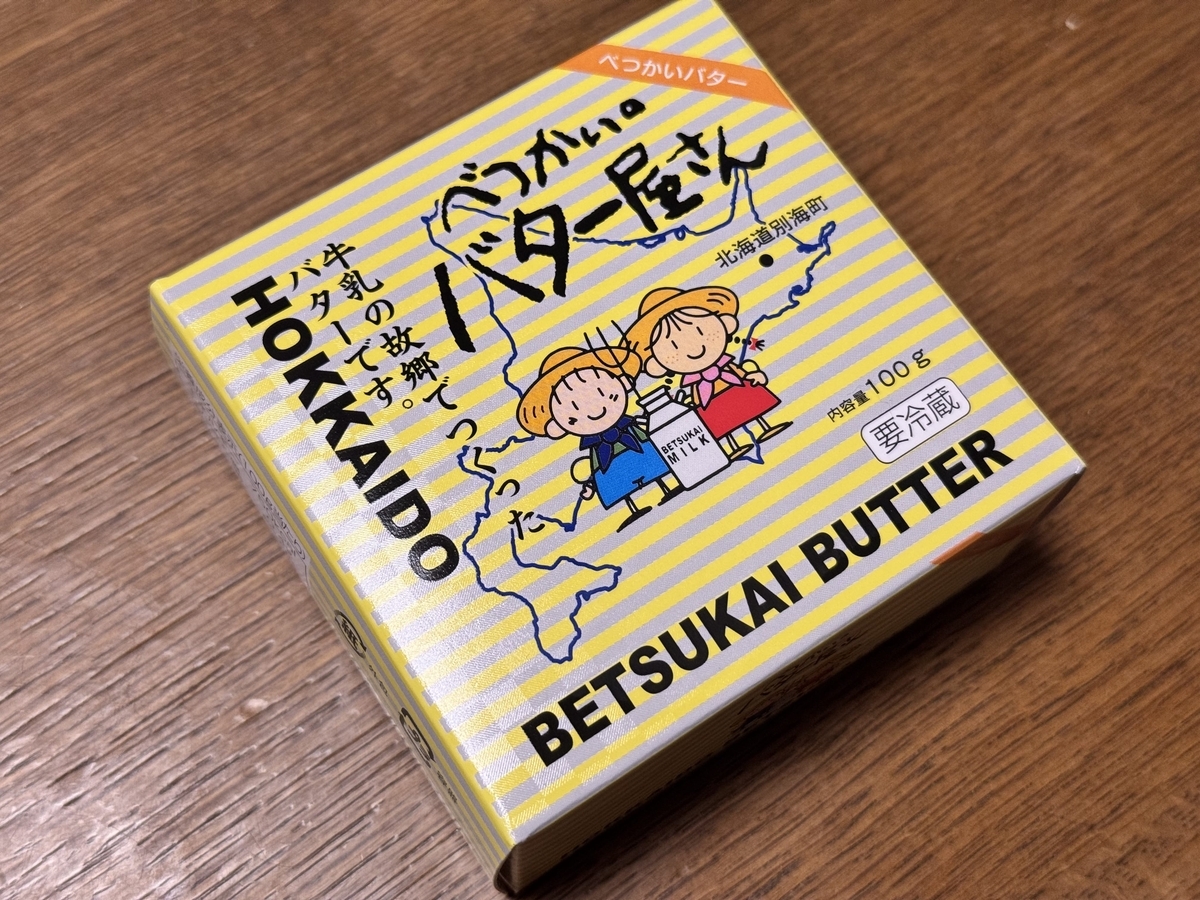 べつかいバター
べつかい。
バター屋さん
北海道別海町
牛乳の故郷でつくった
バターです。
HOKKAIDO
BETSUKAI
MILK
内容量100g
要冷蔵
BETSUKAI BUTTER